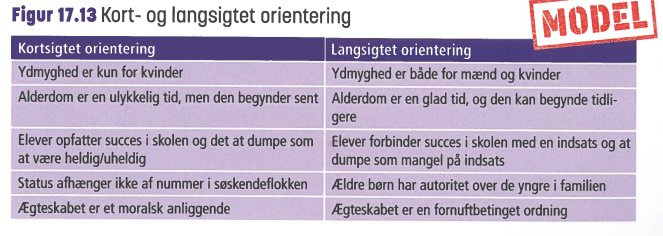 Figur 17.13 Kort- og langsigtet orientering
MODEL
Kortsigtet orientering
Langsigtet orientering
Ydmyghed er kun for kvinder
Ydmyghed er både for mænd og kvinder
Alderdom er en ulykkelig tid, men den begynder sent
Alderdom er en glad tid, og den kan begynde tidli-
gere
Elever opfatter succes i skolen og det at dumpe som
at være heldig/uheldig
Elever forbinder succes i skolen med en indsats og at
dumpe som mangel på indsats
Status afhænger ikke af nummer i søskendeflokken
Ældre børn har autoritet over de yngre i familien
Ægteskabet er et moralsk anliggende
Ægteskabet er en fornuftbetinget ordning